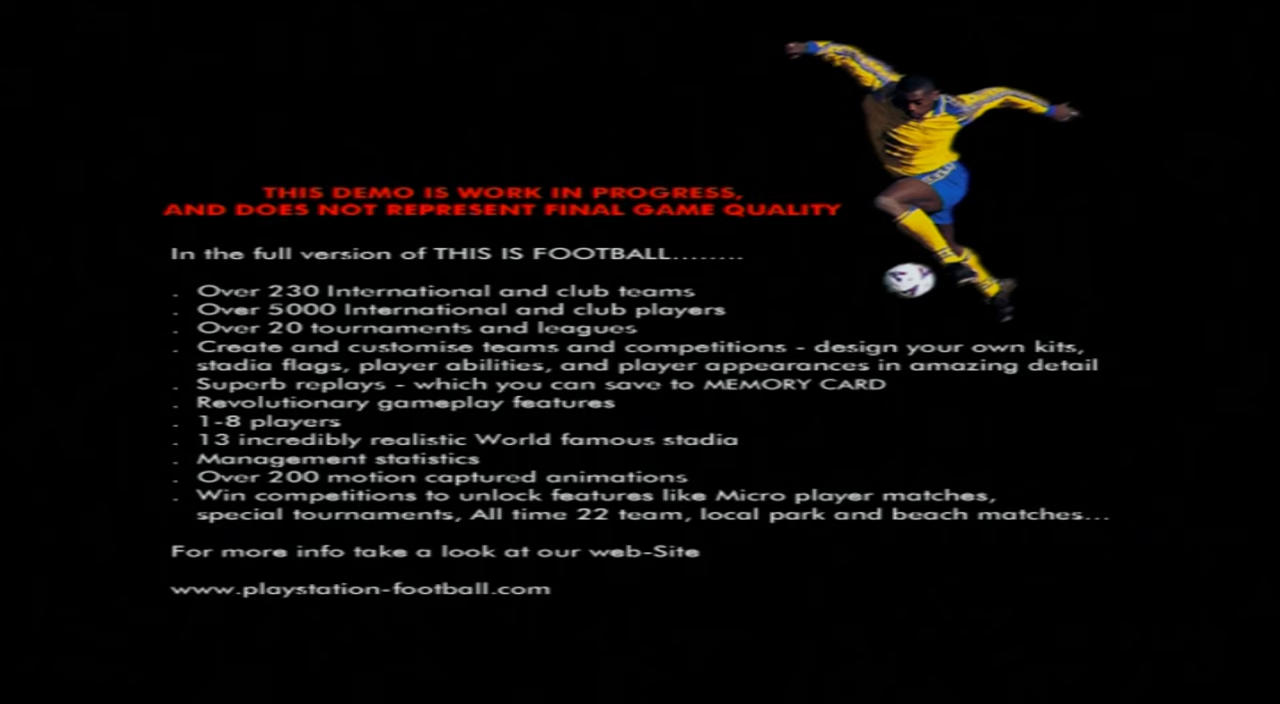 THIS DEMO IS WORK IN PROGRESS,
AND DOES NOT REPRESENT FINAL GAME QUALITY
In the full version of THIS IS FOOTBALL........
. Over 230 International and club teams
. Over 5000 International and club players
. Over 20 tournaments and leagues
. Create and customise teams and competitions - design your own kits,
stadia flags, player abilities, and player appearances in amazing detail
. Superb replays - which you can save to MEMORY CARD
. Revolutionary gameplay features
. 1-8 players
. 13 incredibly realistic World famous stadia
. Management statistics
. Over 200 motion captured animations
. Win competitions to unlock features like Micro player matches,
special tournaments, All time 22 team, local park and beach matches...
For more info take a look at our web-Site
www.playstation-football.com